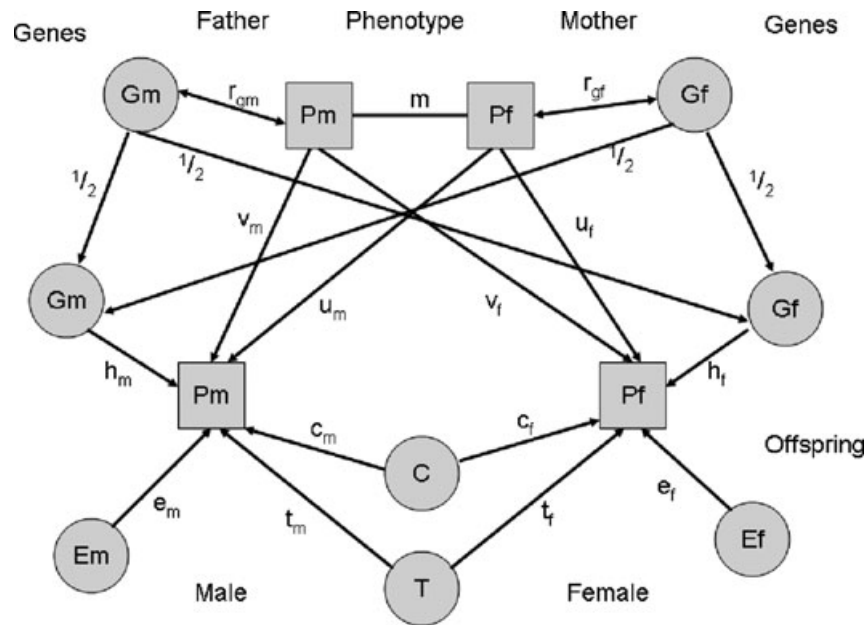 Genes Father Phenotype Mother Genes
Gm r_gm Pm m Pf r_gf Gf
1/2 1/2 1/2 1/2
v_m u_f
Gm u_m v_f Gf
h_m Pm Pf h_f
c_m C c_f Offspring
e_m t_m t_f e_f
Em T Ef
Male Female